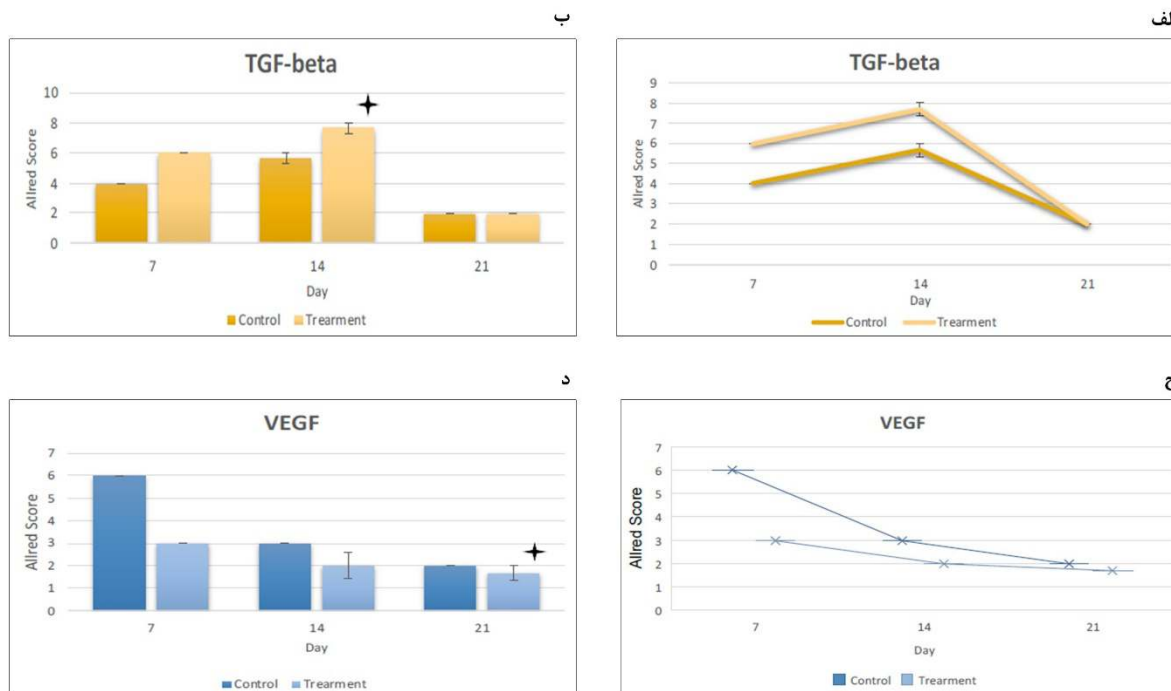 ب
TGF-beta
10
8
6
4
2
0
Allred Score
7
14
21
Day
Control
Trearment
لف
TGF-beta
9
8
7
6
5
4
3
2
1
0
Allred Score
7
14
21
Day
Control
Trearment
د
VEGF
7
6
5
4
3
2
1
0
Allred Score
7
14
21
Day
Control
Trearment
ج
VEGF
7
6
5
4
3
2
1
0
Allred Score
7
14
21
Day
Control
Trearment